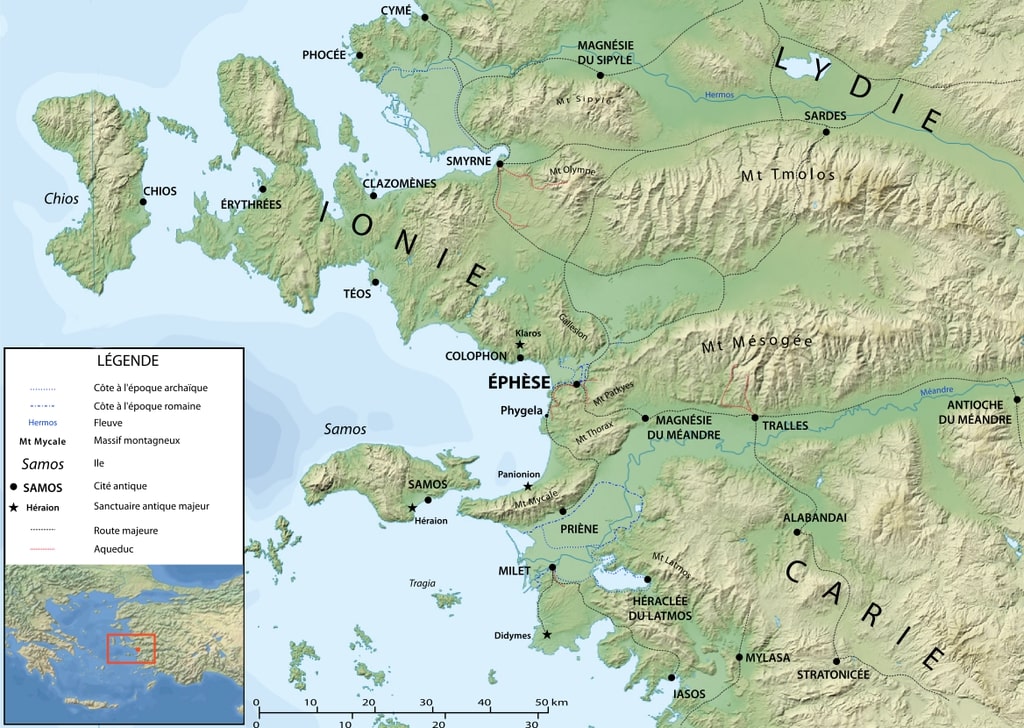 CYMÉ
PHOCÉE
MAGNÉSIE
DU SIPYLE
LYDIE
Mt Sipyle
Hermos
SARDES
SMYRNE
Mt Olympe
Mt Tmolos
Chios
CHIOS
ÉRYTHRÉES
CLAZOMÈNES
IONIE
TÉOS
Gallesion
Klaros
COLOPHON
Mt Mésogée
ÉPHÈSE
Mt Patkyes
Phygela
Méandre
ANTIOCHE
DU MÉANDRE
MAGNÉSIE
DU MÉANDRE
TRALLES
Mt Thorax
Samos
SAMOS
Héraion
Panionion
Mt Mycale
PRIÈNE
ALABANDAI
MILET
Mt Latmos
CARIE
Tragia
HÉRACLÉE
DU LATMOS
Didymes
MYLASA
STRATONICÉE
IASOS
LÉGENDE
Côte à l'époque archaïque
Côte à l'époque romaine
Hermos
Fleuve
Mt Mycale
Massif montagneux
Samos
Ile
SAMOS
Cité antique
Héraion
Sanctuaire antique majeur
Route majeure
Aqueduc
0 10 20 30 40 50 km
10 20 30